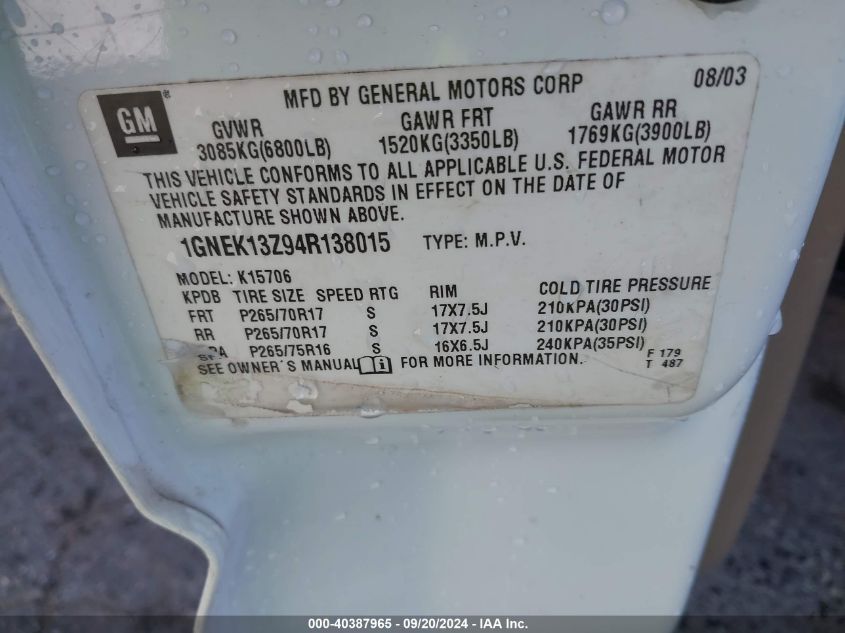 GM ®
MFD BY GENERAL MOTORS CORP 08/03
GVWR GAWR FRT GAWR RR
3085KG(6800LB) 1520KG(3350LB) 1769KG(3900LB)
THIS VEHICLE CONFORMS TO ALL APPLICABLE U.S. FEDERAL MOTOR
VEHICLE SAFETY STANDARDS IN EFFECT ON THE DATE OF
MANUFACTURE SHOWN ABOVE.
1GNEK13Z94R138015 TYPE: M.P.V.
MODEL: K15706
KPDB TIRE SIZE SPEED RTG RIM COLD TIRE PRESSURE
FRT P265/70R17 S 17X7.5J 210KPA(30PSI)
RR P265/70R17 S 17X7.5J 210KPA(30PSI)
P265/75R16 S 16X6.5J 240KPA(35PSI)
SEE OWNER'S MANUAL FOR MORE INFORMATION.
F 179
T 487
000-40387965 | 09/20/2024 - IAA Inc.